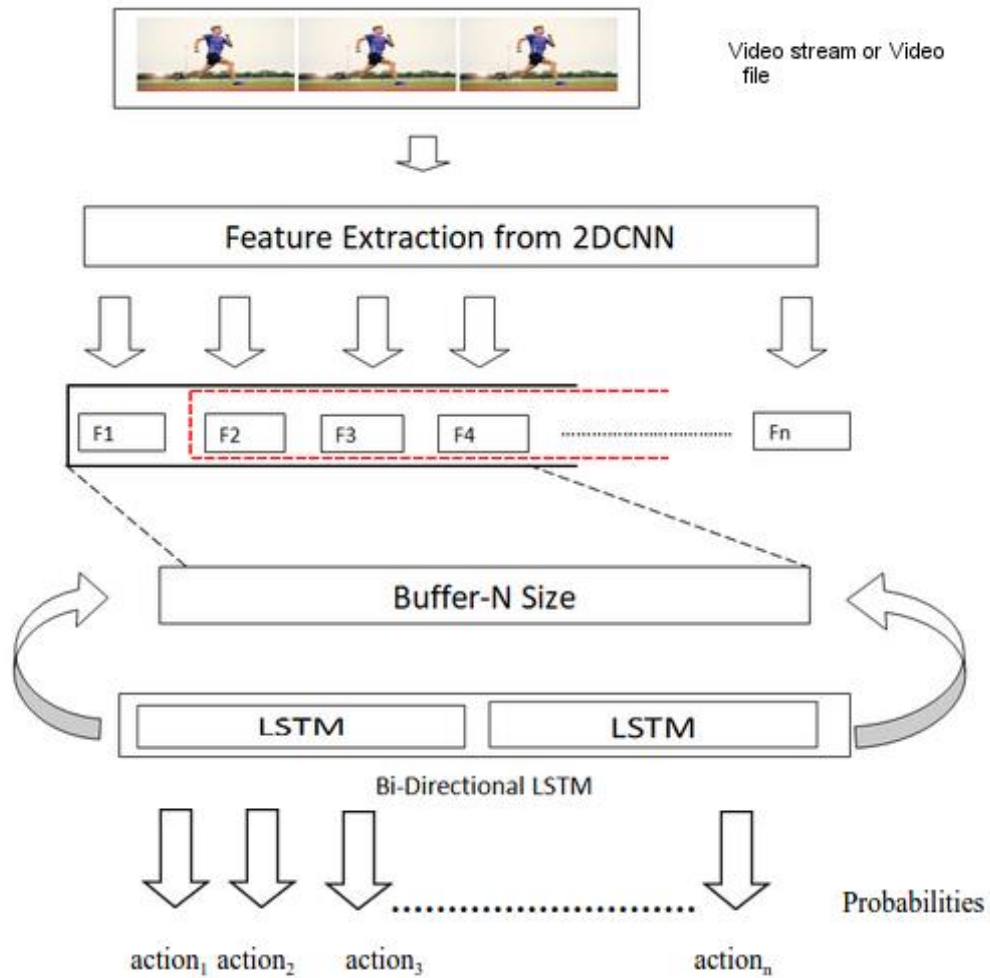 Video stream or Video
file
Feature Extraction from 2DCNN
F1 F2 F3 F4 Fn
Buffer-N Size
LSTM LSTM
Bi-Directional LSTM
Probabilities
action₁ action₂ action₃ actionₙ